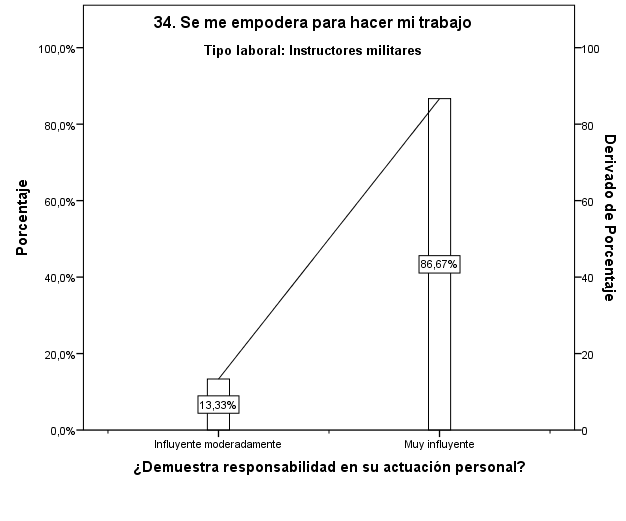 34. Se me empodera para hacer mi trabajo
Tipo laboral: Instructores militares
100,0%
80,0%
60,0%
40,0%
20,0%
0,0%
Porcentaje
100
80
60
40
20
0
Derivado de Porcentaje
86,67%
13,33%
Influyente moderadamente
Muy influyente
¿Demuestra responsabilidad en su actuación personal?